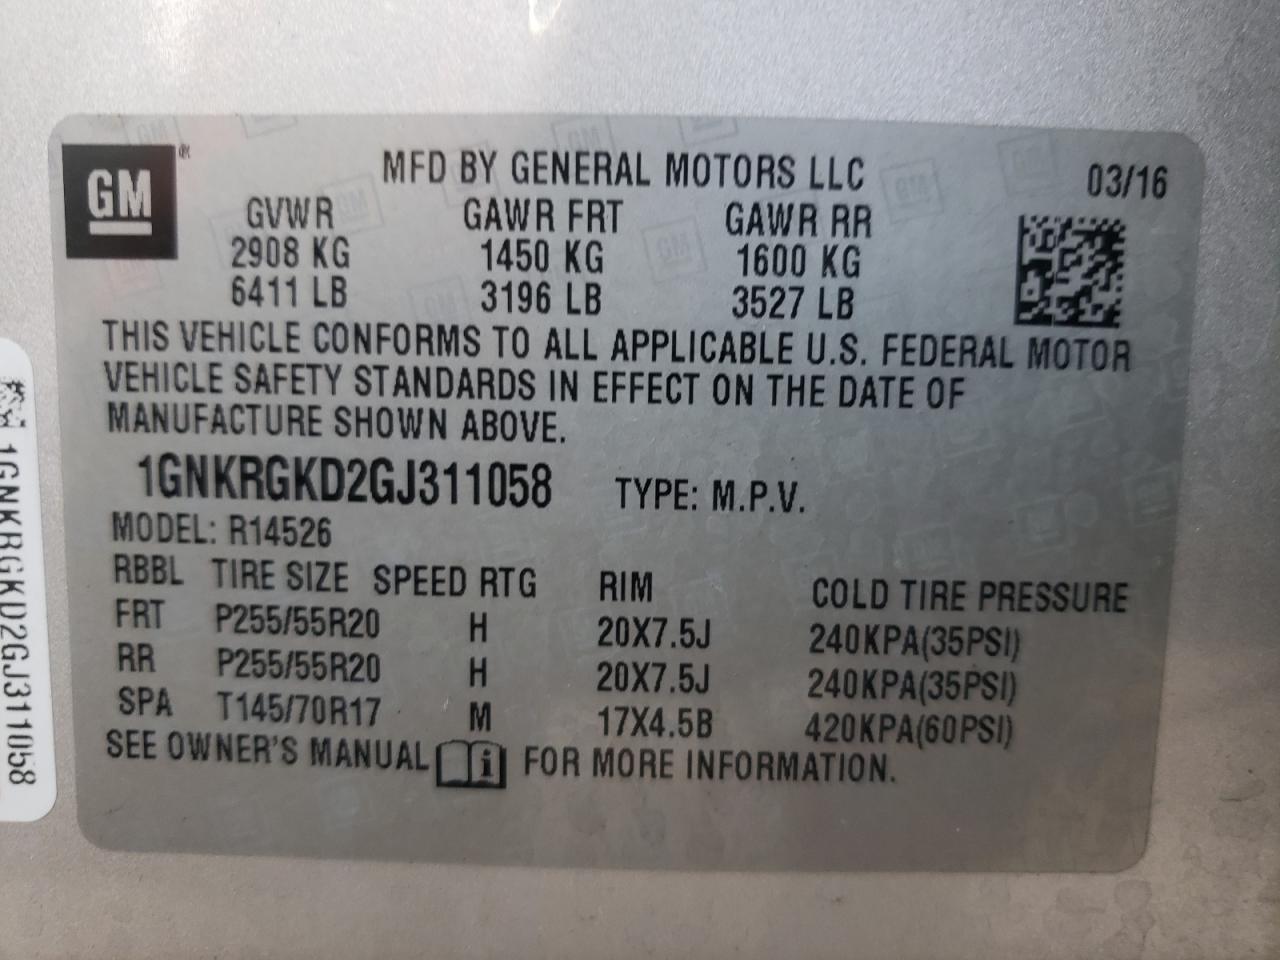 GM
MFD BY GENERAL MOTORS LLC 03/16
GVWR GAWR FRT GAWR RR
2908 KG 1450 KG 1600 KG
6411 LB 3196 LB 3527 LB
THIS VEHICLE CONFORMS TO ALL APPLICABLE U.S. FEDERAL MOTOR
VEHICLE SAFETY STANDARDS IN EFFECT ON THE DATE OF
MANUFACTURE SHOWN ABOVE.
1GNKRGKD2GJ311058 TYPE: M.P.V.
MODEL: R14526
RBBL TIRE SIZE SPEED RTG RIM COLD TIRE PRESSURE
FRT P255/55R20 H 20X7.5J 240KPA(35PSI)
RR P255/55R20 H 20X7.5J 240KPA(35PSI)
SPA T145/70R17 M 17X4.5B 420KPA(60PSI)
SEE OWNER'S MANUAL i FOR MORE INFORMATION.
1GNKRGKD2GJ311058